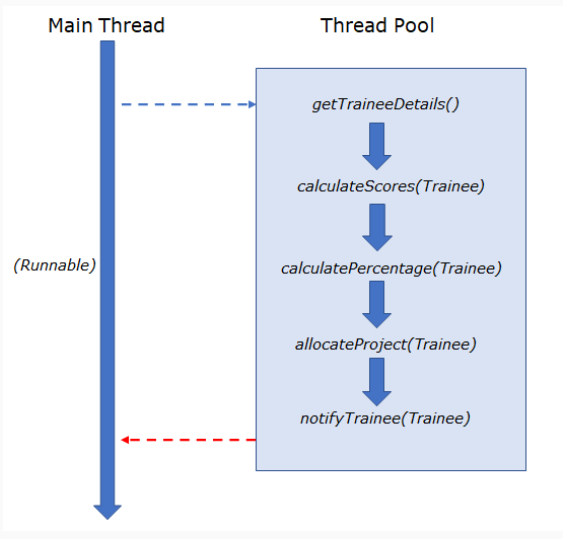 Main Thread
Thread Pool
getTraineeDetails()
calculateScores(Trainee)
(Runnable)
calculatePercentage(Trainee)
allocateProject(Trainee)
notifyTrainee(Trainee)